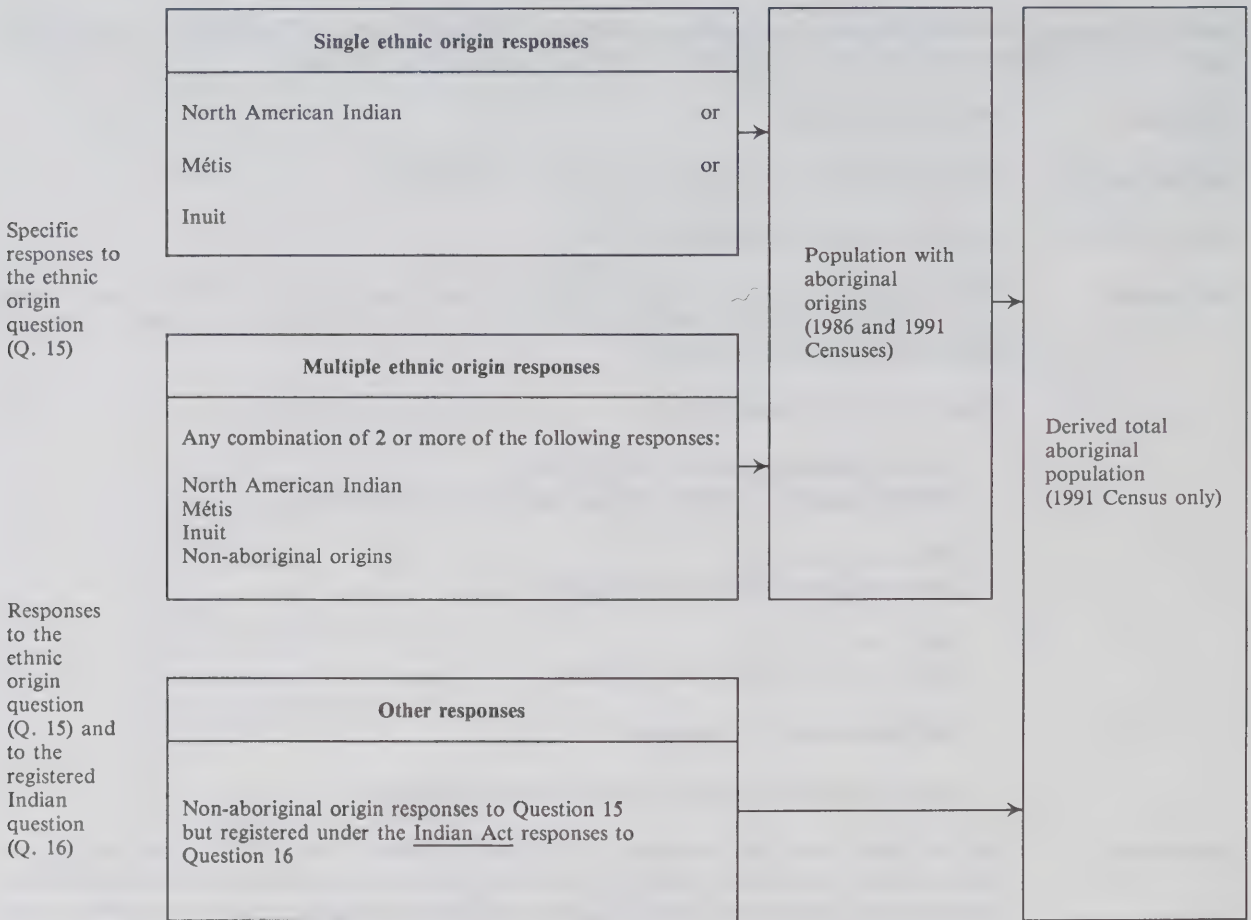 Specific
responses to
the ethnic
origin
question
(Q. 15)
Single ethnic origin responses
North American Indian or
Métis or
Inuit
Multiple ethnic origin responses
Any combination of 2 or more of the following responses:
North American Indian
Métis
Inuit
Non-aboriginal origins
Population with
aboriginal
origins
(1986 and 1991
Censuses)
Responses
to the
ethnic
origin
question
(Q. 15) and
to the
registered
Indian
question
(Q. 16)
Other responses
Non-aboriginal origin responses to Question 15
but registered under the Indian Act responses to
Question 16
Derived total
aboriginal
population
(1991 Census only)